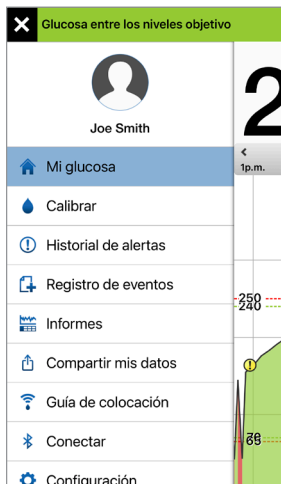 Glucosa entre los niveles objetivo
2
Joe Smith
1p.m.
Mi glucosa
Calibrar
Historial de alertas
Registro de eventos
250
240
Informes
Compartir mis datos
Guía de colocación
Conectar
70
65
Configuración